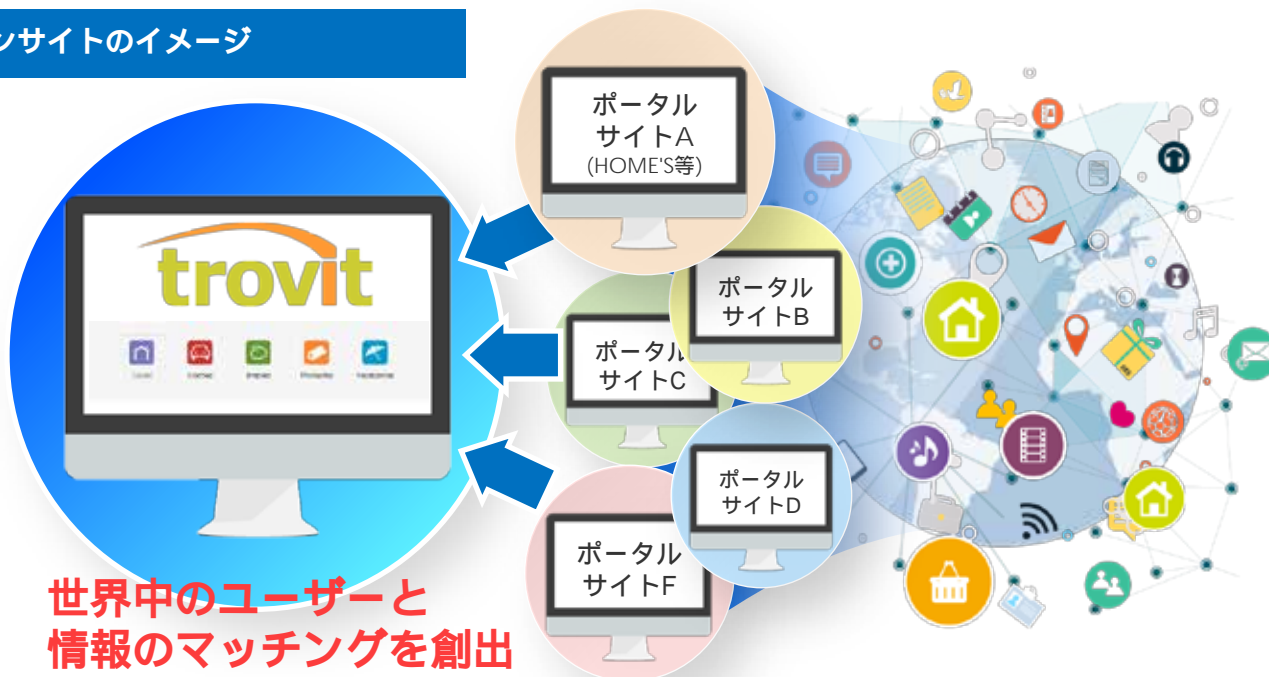 ンサイトのイメージ
ポータル
サイトA
(HOME'S等)
trovit
ポータル
サイトB
ポータル
サイトC
ポータル
サイトD
ポータル
サイトF
世界中のユーザーと
情報のマッチングを創出